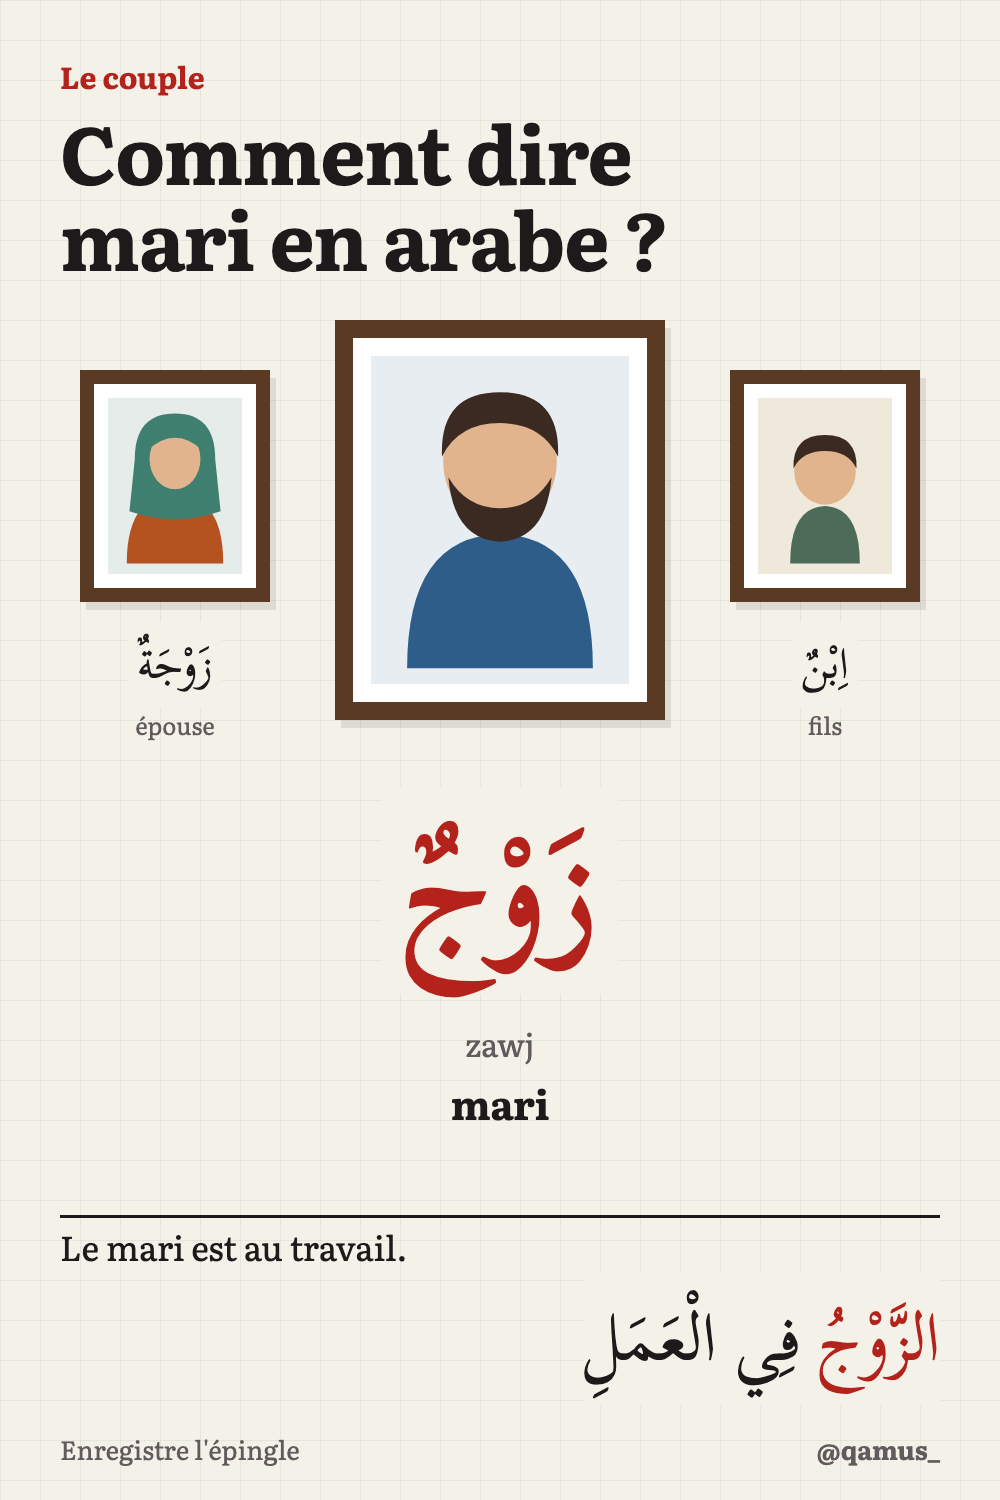 Le couple
Comment dire
mari en arabe ?
زَوْجَةٌ
épouse
اِبْنٌ
fils
زَوْجٌ
zawj
mari
Le mari est au travail.
الزَّوْجُ فِي الْعَمَلِ
Enregistre l'épingle
@qamus_